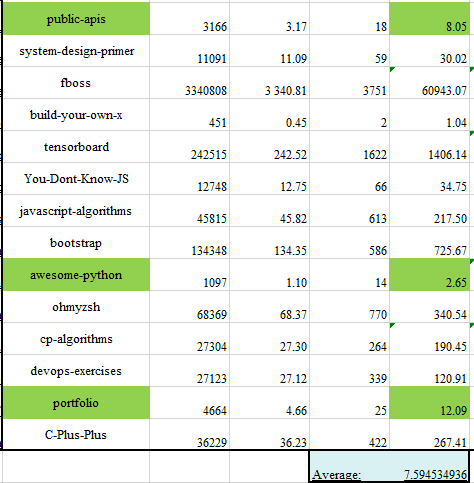 public-apis 3166 3.17 18 8.05
system-design-primer 11091 11.09 59 30.02
fboss 3340808 3 340.81 3751 60943.07
build-your-own-x 451 0.45 2 1.04
tensorboard 242515 242.52 1622 1406.14
You-Dont-Know-JS 12748 12.75 66 34.75
javascript-algorithms 45815 45.82 613 217.50
bootstrap 134348 134.35 586 725.67
awesome-python 1097 1.10 14 2.65
ohmyzsh 68369 68.37 770 340.54
cp-algorithms 27304 27.30 264 190.45
devops-exercises 27123 27.12 339 120.91
portfolio 4664 4.66 25 12.09
C-Plus-Plus 36229 36.23 422 267.41
Average: 7.594534936